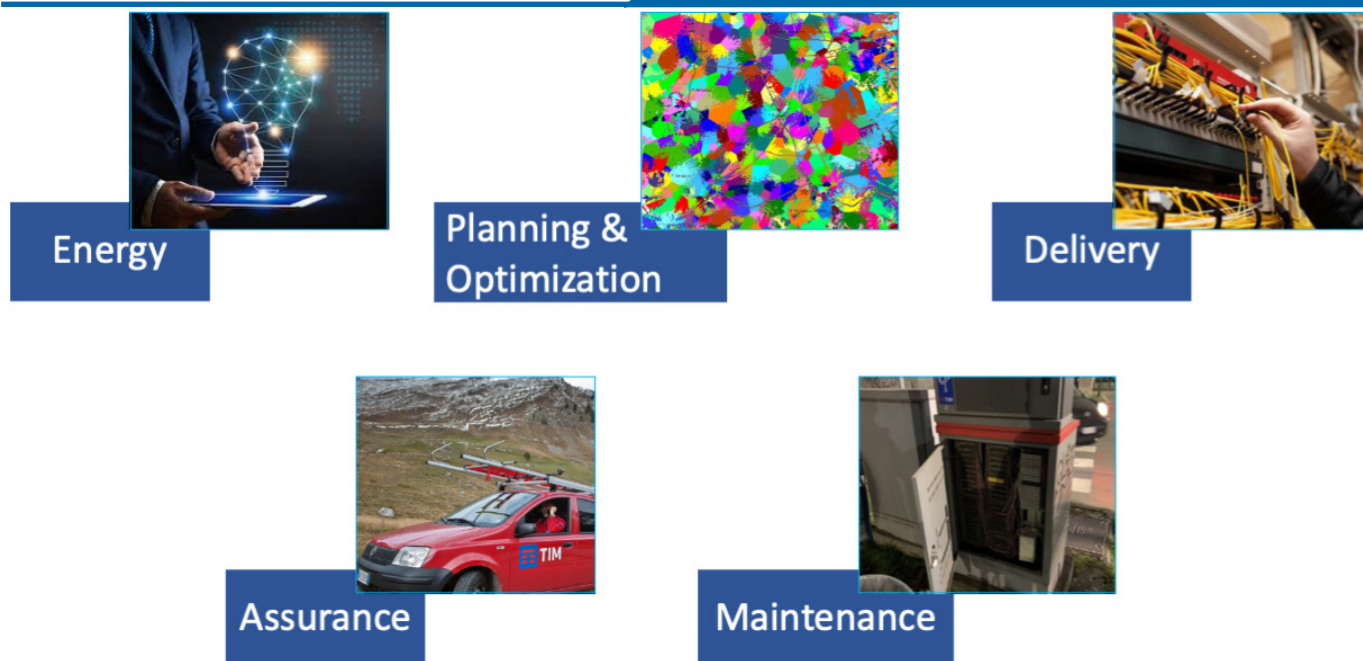 Energy
Planning &
Optimization
Delivery
TIM
Assurance
Maintenance